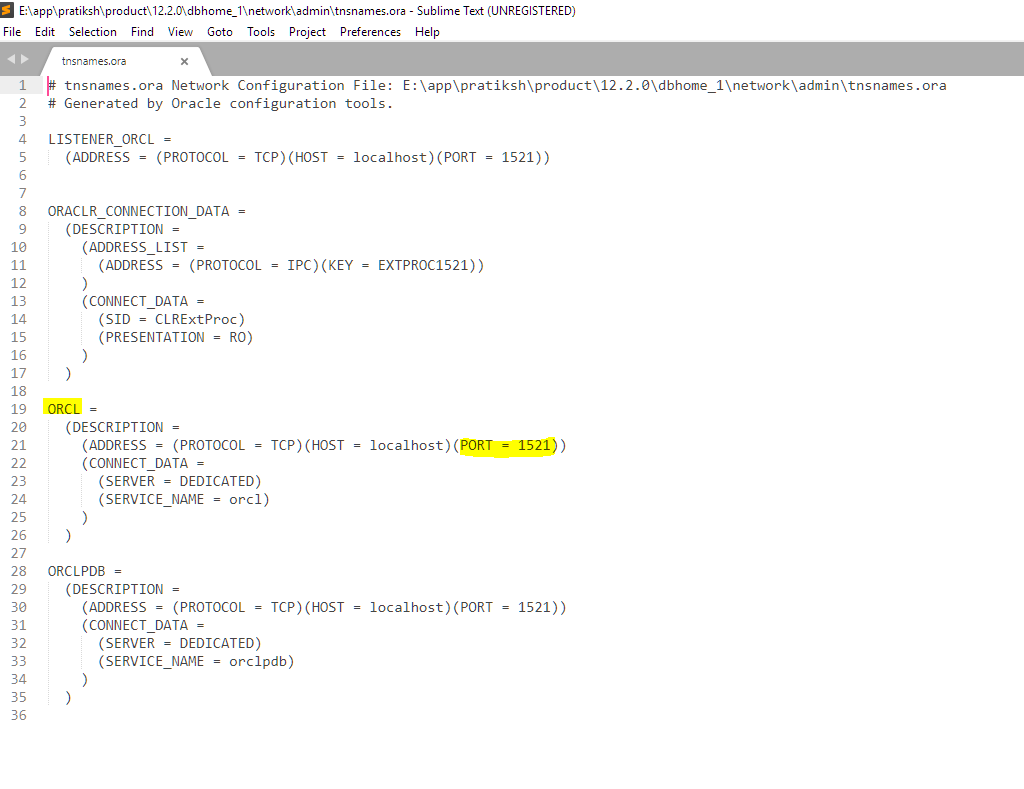 E:\app\pratiksh\product\12.2.0\dbhome_1\network\admin\tnsnames.ora - Sublime Text (UNREGISTERED)
File Edit Selection Find View Goto Tools Project Preferences Help
tnsnames.ora ×
1 # tnsnames.ora Network Configuration File: E:\app\pratiksh\product\12.2.0\dbhome_1\network\admin\tnsnames.ora
2 # Generated by Oracle configuration tools.
3
4 LISTENER_ORCL =
5   (ADDRESS = (PROTOCOL = TCP)(HOST = localhost)(PORT = 1521))
6
7
8 ORACLR_CONNECTION_DATA =
9   (DESCRIPTION =
10     (ADDRESS_LIST =
11       (ADDRESS = (PROTOCOL = IPC)(KEY = EXTPROC1521))
12     )
13     (CONNECT_DATA =
14       (SID = CLRExtProc)
15       (PRESENTATION = RO)
16     )
17   )
18
19 ORCL =
20   (DESCRIPTION =
21     (ADDRESS = (PROTOCOL = TCP)(HOST = localhost)(PORT = 1521))
22     (CONNECT_DATA =
23       (SERVER = DEDICATED)
24       (SERVICE_NAME = orcl)
25     )
26   )
27
28 ORCLPDB =
29   (DESCRIPTION =
30     (ADDRESS = (PROTOCOL = TCP)(HOST = localhost)(PORT = 1521))
31     (CONNECT_DATA =
32       (SERVER = DEDICATED)
33       (SERVICE_NAME = orclpdb)
34     )
35   )
36